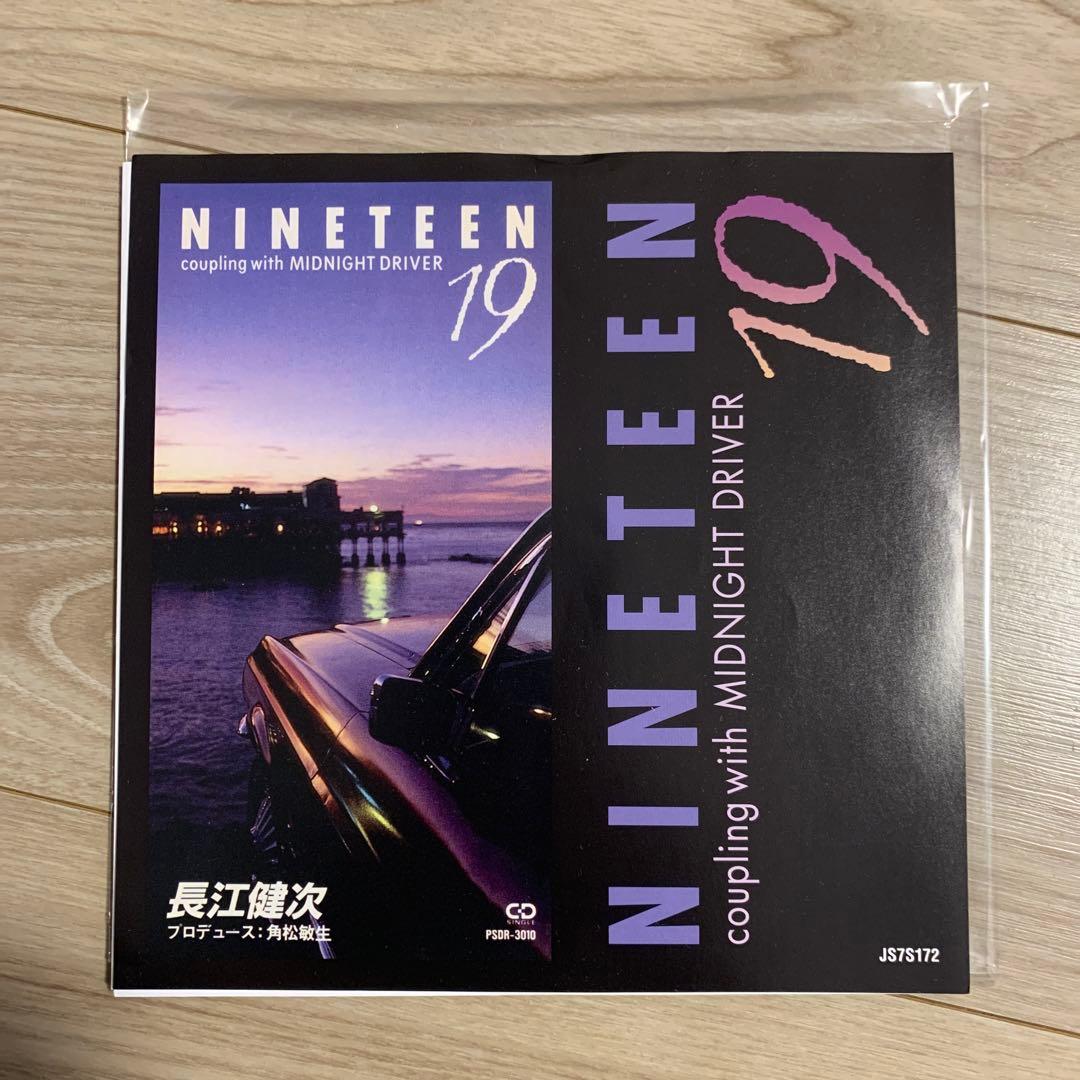 NINETEEN
coupling with MIDNIGHT DRIVER
19
長江健次
プロデュース：角松敏生
CD
SINGLE
PSDR-3010
NINETEEN
19
coupling with MIDNIGHT DRIVER
JS7S172